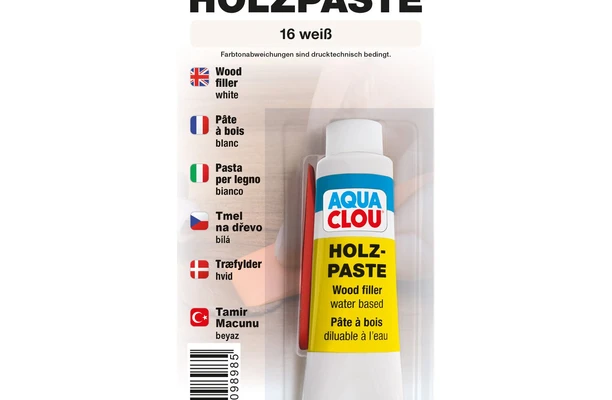 HOLZPASTE
16 weiß
Farbtonabweichungen sind drucktechnisch bedingt.
Wood
filler
white
Pâte
à bois
blanc
Pasta
per legno
bianco
Tmel
na dřevo
bílá
Træfylder
hvid
Tamir
Macunu
beyaz
098985
AQUA
CLOU®
HOLZ-
PASTE
Wood filler
water based
Pâte à bois
diluable à l'eau